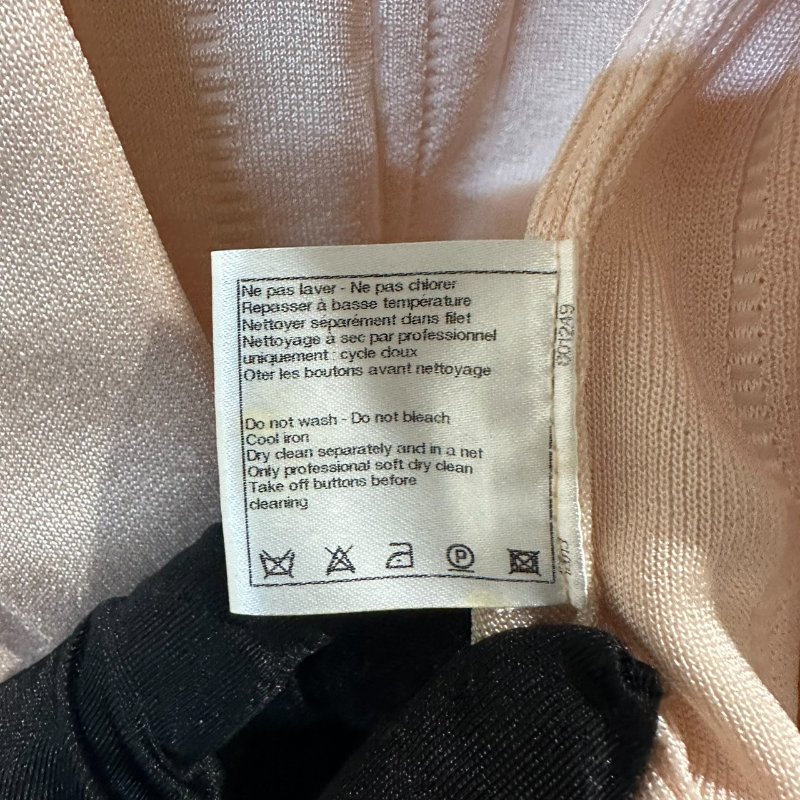 Ne pas laver - Ne pas chlorer
Repasser à basse température
Nettoyer séparément dans filet
Nettoyage à sec par professionnel
uniquement : cycle doux
Oter les boutons avant nettoyage
Do not wash - Do not bleach
Cool iron
Dry clean separately and in a net
Only professional soft dry clean
Take off buttons before
cleaning
P